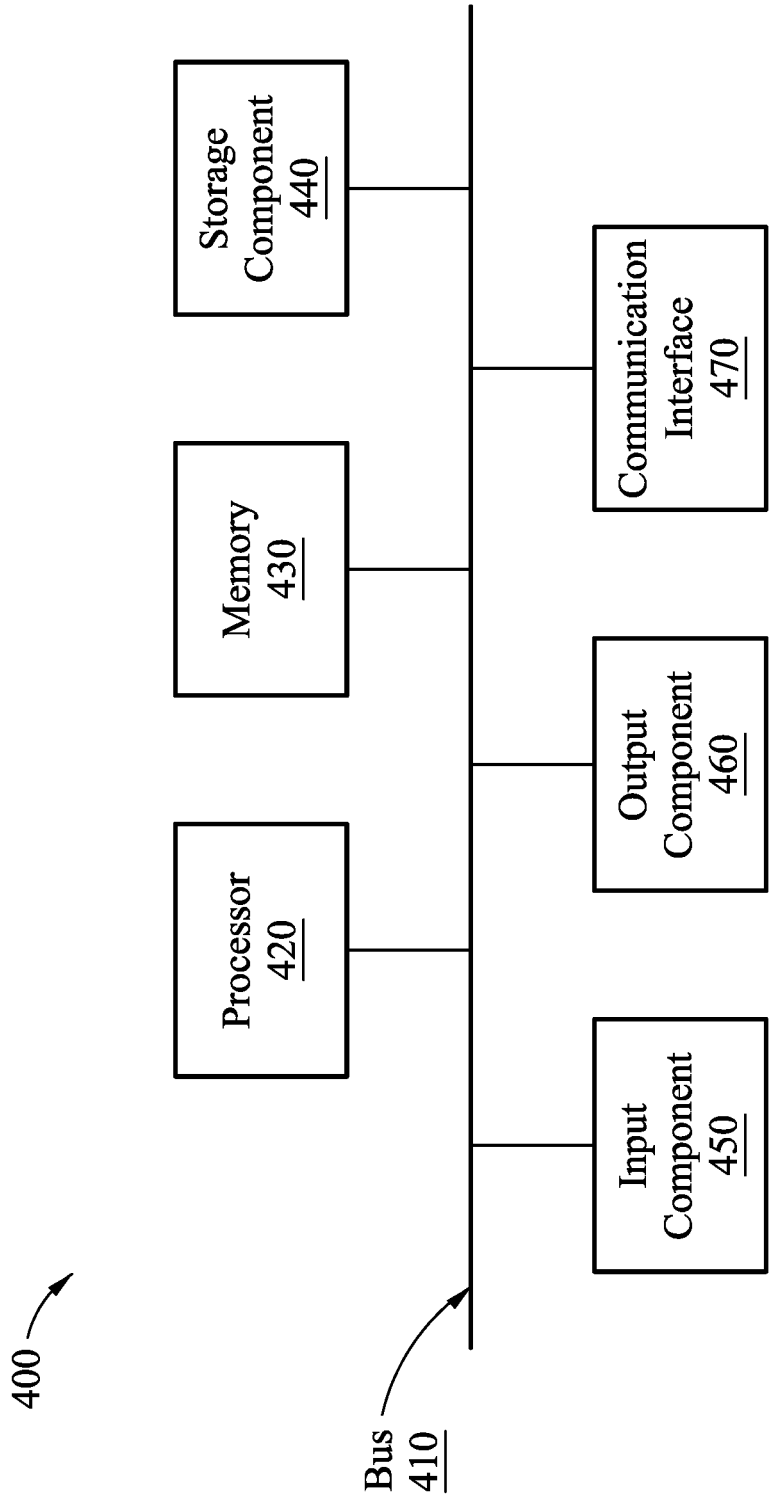 400
Processor
420
Memory
430
Storage
Component
440
Bus
410
Input
Component
450
Output
Component
460
Communication
Interface
470